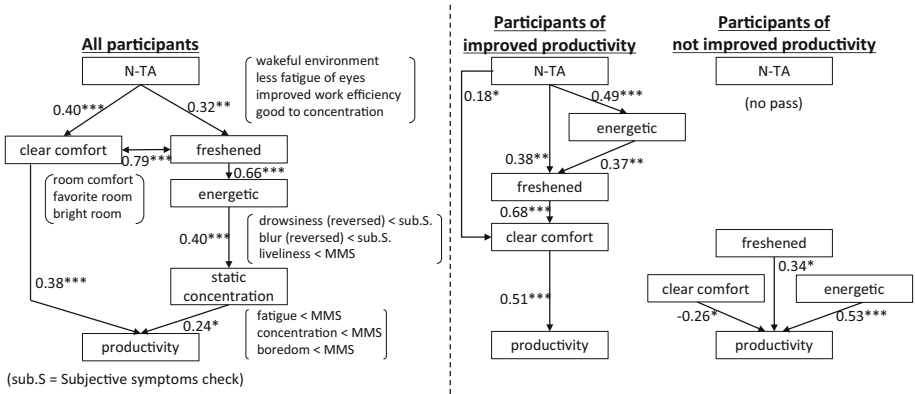 All participants
N-TA
wakeful environment
less fatigue of eyes
improved work efficiency
good to concentration
0.40***
0.32**
clear comfort
freshened
0.79***
0.66***
room comfort
favorite room
bright room
energetic
drowsiness (reversed) < sub.S.
blur (reversed) < sub.S.
liveliness < MMS
0.40***
static
concentration
0.38***
0.24*
fatigue < MMS
concentration < MMS
boredom < MMS
productivity
(sub.S = Subjective symptoms check)
Participants of
improved productivity
N-TA
0.18*
0.49***
energetic
0.38**
0.37**
freshened
0.68***
clear comfort
0.51***
productivity
Participants of
not improved productivity
N-TA
(no pass)
freshened
0.34*
clear comfort
energetic
-0.26*
0.53***
productivity